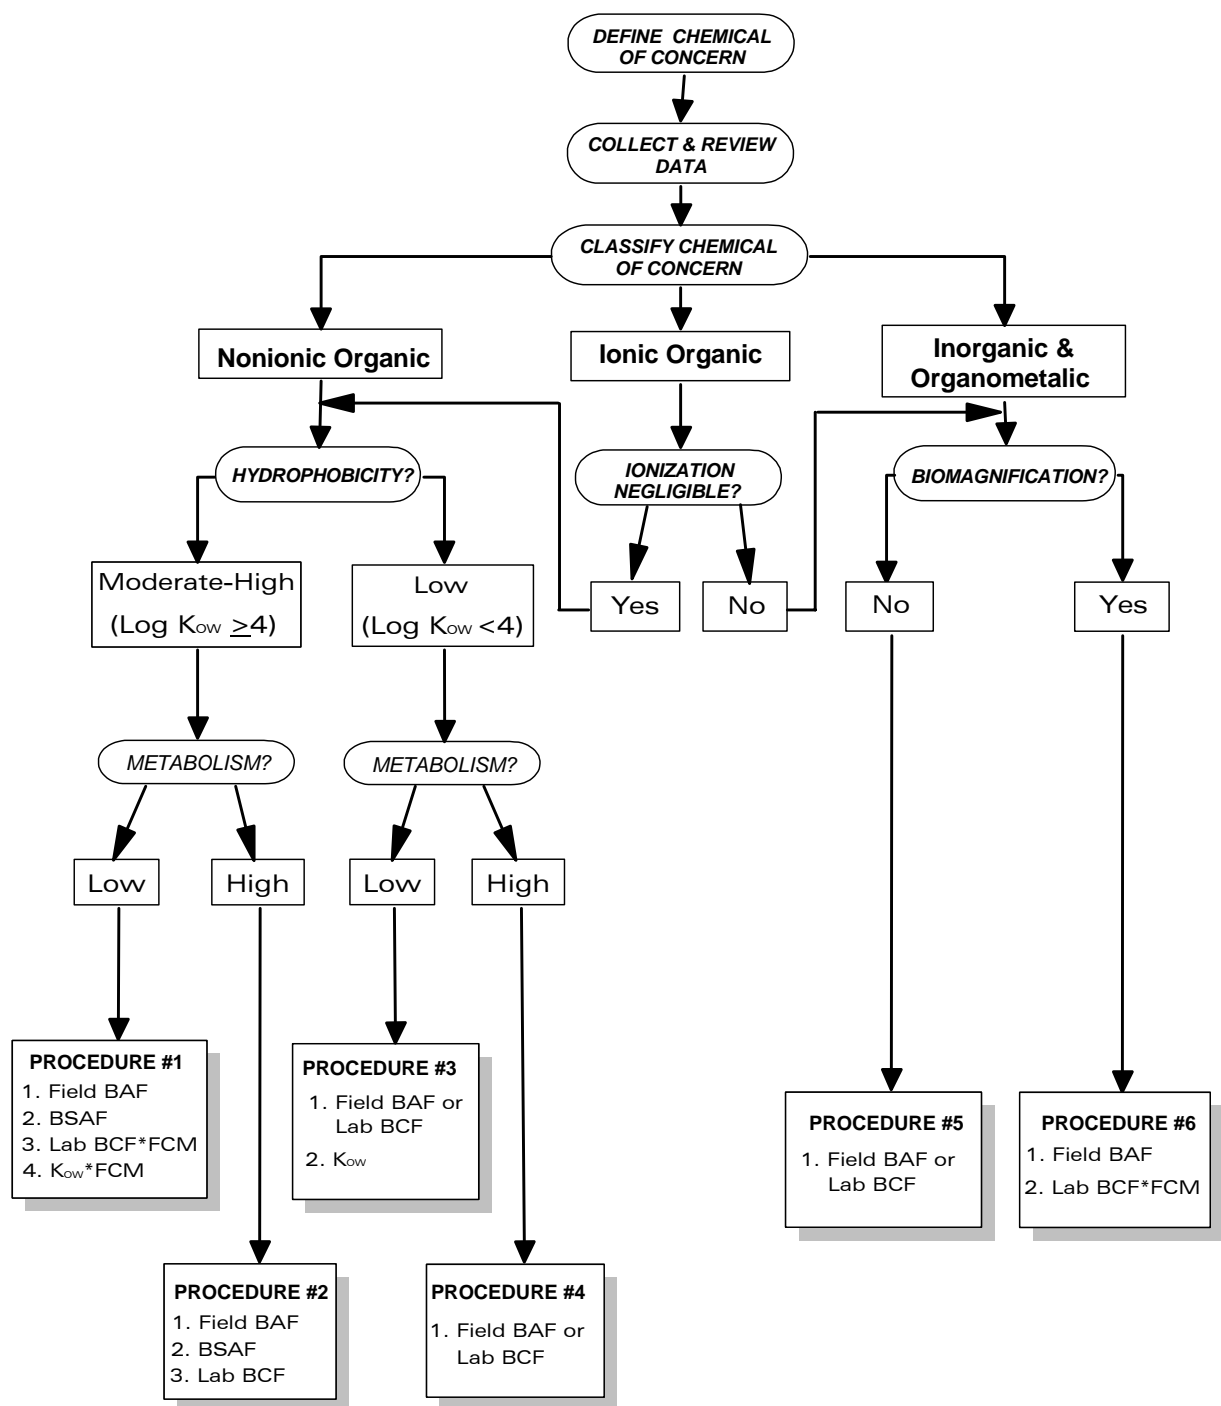 DEFINE CHEMICAL
OF CONCERN
COLLECT & REVIEW
DATA
CLASSIFY CHEMICAL
OF CONCERN
Nonionic Organic
Ionic Organic
Inorganic &
Organometalic
HYDROPHOBICITY?
IONIZATION
NEGLIGIBLE?
BIOMAGNIFICATION?
Moderate-High
(Log Kow ≥4)
Low
(Log Kow <4)
Yes
No
No
Yes
METABOLISM?
METABOLISM?
Low
High
Low
High
PROCEDURE #1
1. Field BAF
2. BSAF
3. Lab BCF*FCM
4. Kow*FCM
PROCEDURE #3
1. Field BAF or
Lab BCF
2. Kow
PROCEDURE #5
1. Field BAF or
Lab BCF
PROCEDURE #6
1. Field BAF
2. Lab BCF*FCM
PROCEDURE #2
1. Field BAF
2. BSAF
3. Lab BCF
PROCEDURE #4
1. Field BAF or
Lab BCF